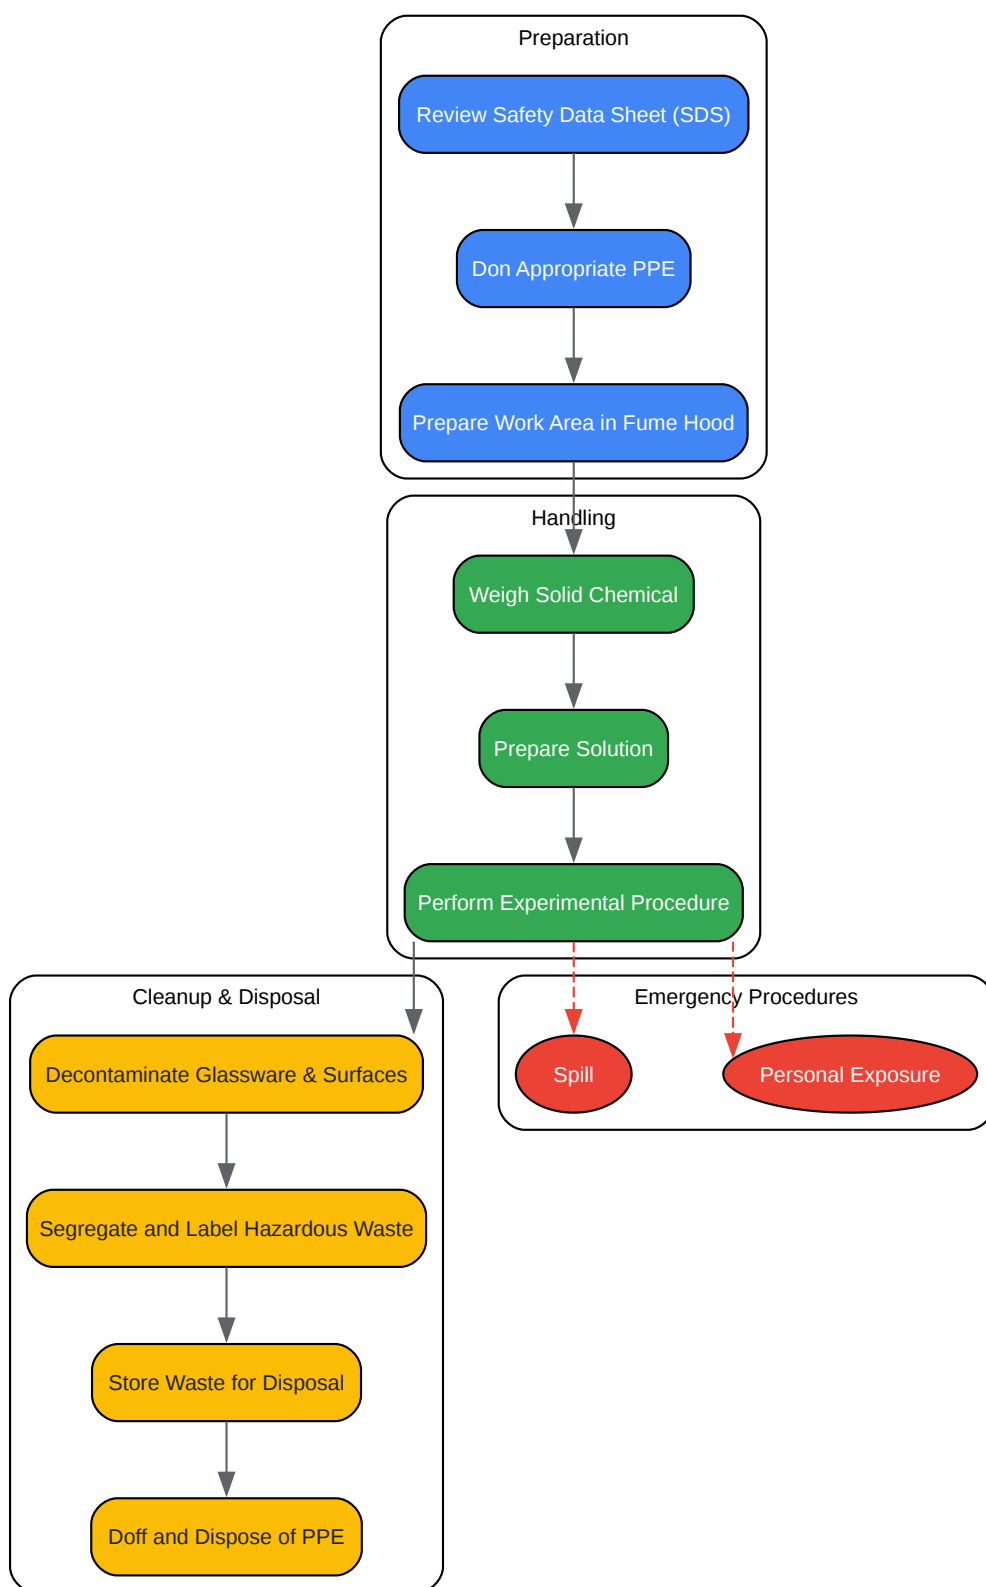 Preparation
Review Safety Data Sheet (SDS)
Don Appropriate PPE
Prepare Work Area in Fume Hood
Handling
Weigh Solid Chemical
Prepare Solution
Perform Experimental Procedure
Cleanup & Disposal
Decontaminate Glassware & Surfaces
Segregate and Label Hazardous Waste
Store Waste for Disposal
Doff and Dispose of PPE
Emergency Procedures
Spill
Personal Exposure